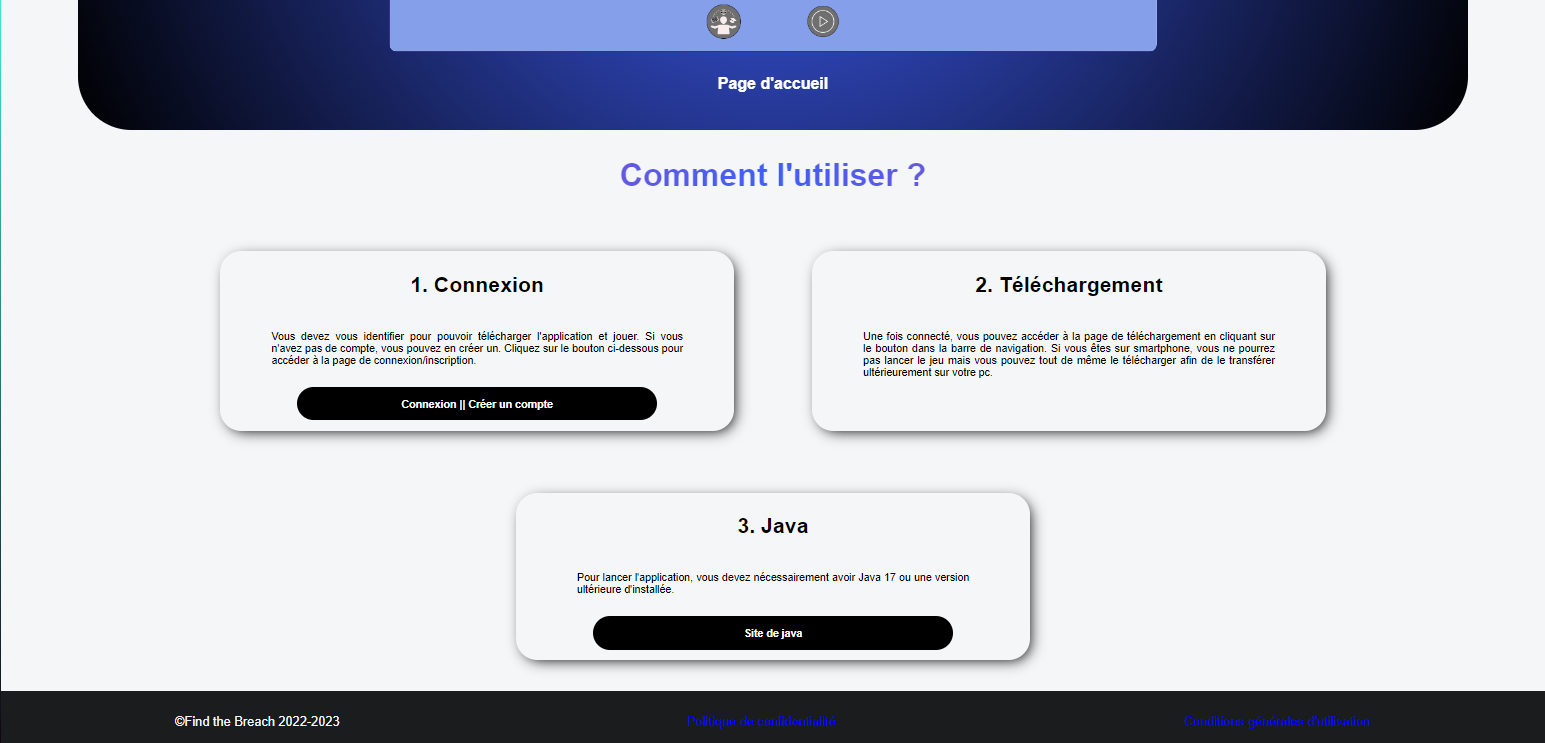 Page d'accueil
Comment l'utiliser ?
1. Connexion
Vous devez vous identifier pour pouvoir télécharger l'application et jouer. Si vous
n'avez pas de compte, vous pouvez en créer un. Cliquez sur le bouton ci-dessous pour
accéder à la page de connexion/inscription.
Connexion || Créer un compte
2. Téléchargement
Une fois connecté, vous pouvez accéder à la page de téléchargement en cliquant sur
le bouton dans la barre de navigation. Si vous êtes sur smartphone, vous ne pourrez
pas lancer le jeu mais vous pouvez tout de même le télécharger afin de le transférer
ultérieurement sur votre pc.
3. Java
Pour lancer l'application, vous devez nécessairement avoir Java 17 ou une version
ultérieure d'installée.
Site de java
©Find the Breach 2022-2023
Politique de confidentialité
Conditions générales d'utilisation